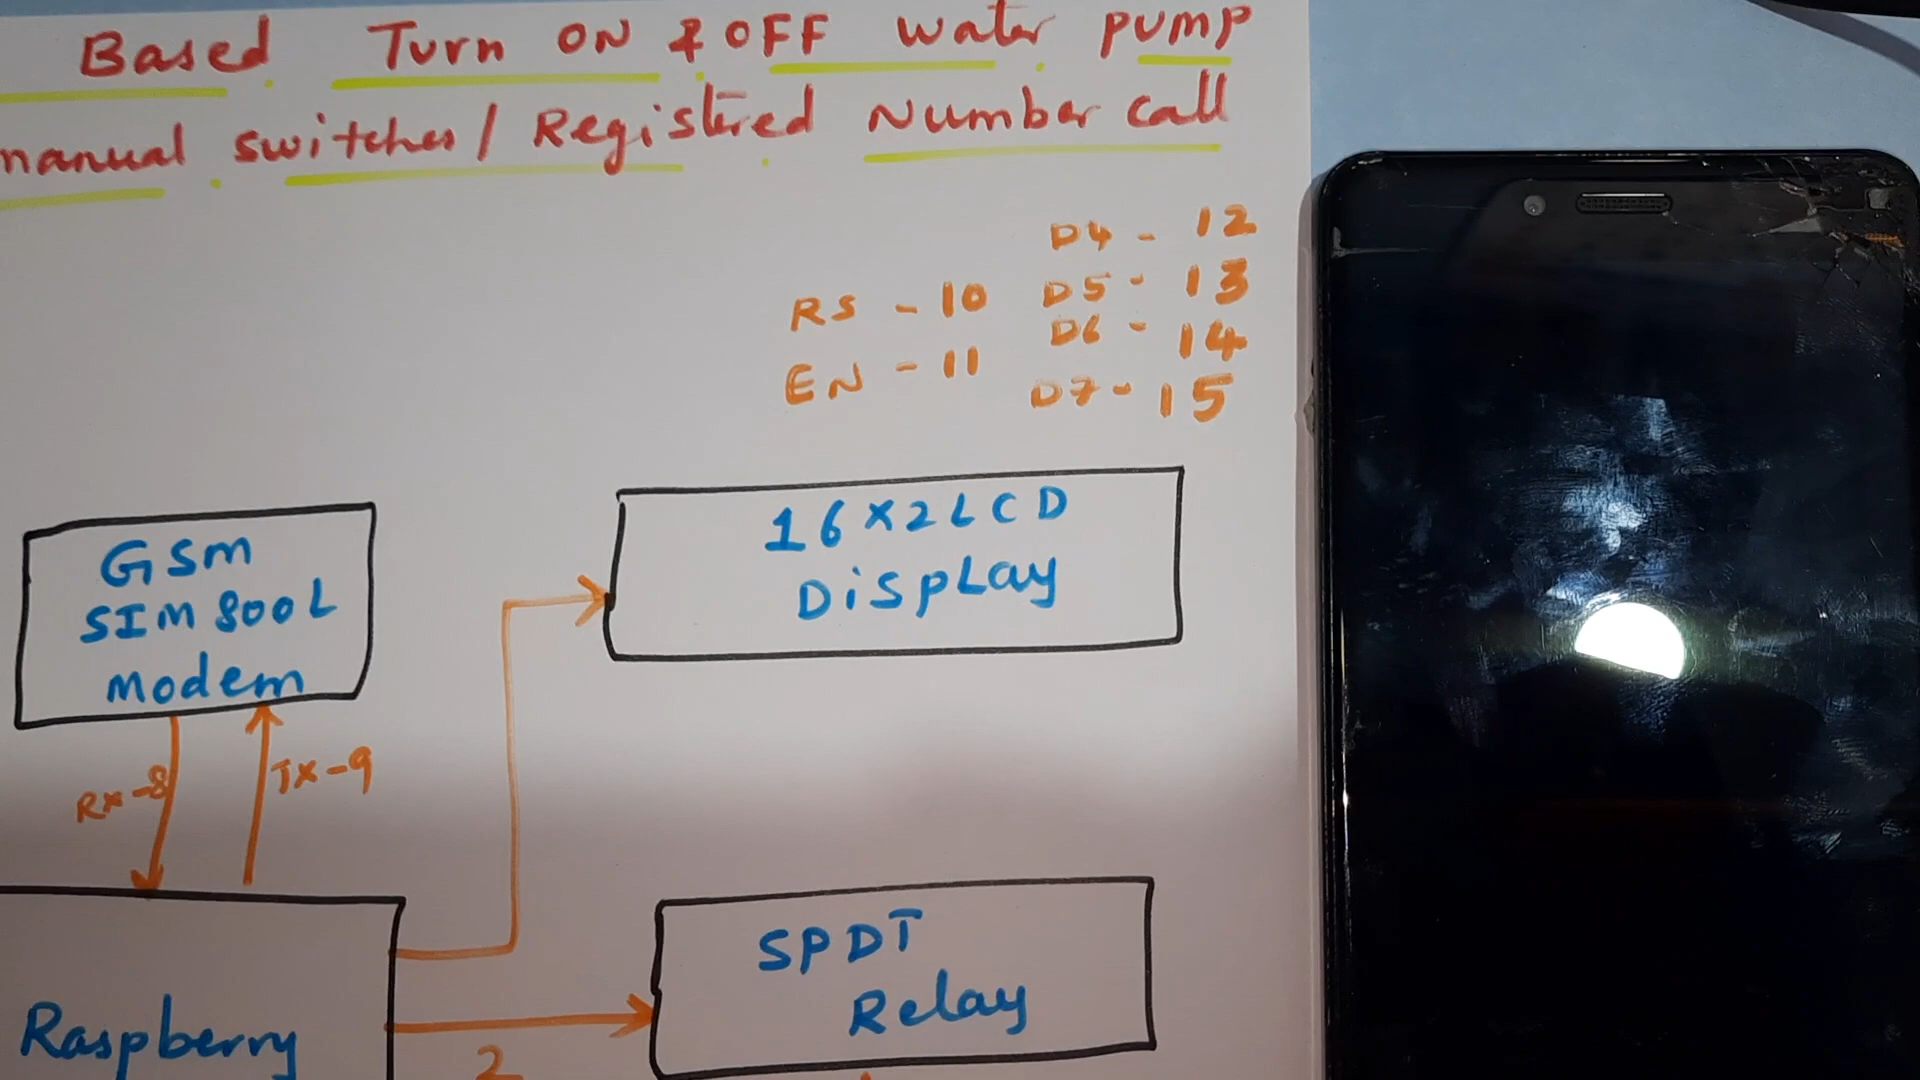 Based Turn ON & OFF water pump
manual switches / Registered Number call
D4 - 12
RS - 10 D5 - 13
D6 - 14
EN - 11
D7 - 15
GSM
SIM 800L
modem
16X2 LCD
Display
Rx-8
TX-9
SPDT
Relay
Raspberry
2